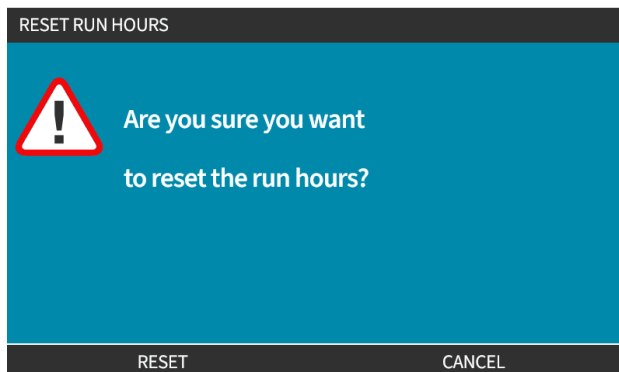 RESET RUN HOURS
Are you sure you want
to reset the run hours?
RESET
CANCEL